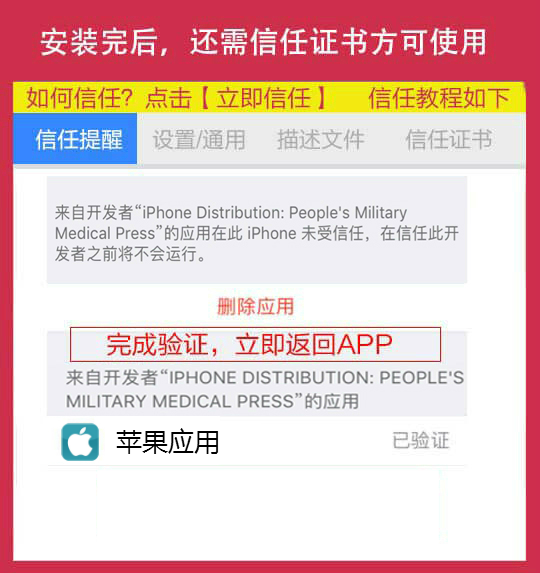 安装完后，还需信任证书方可使用
如何信任？点击【立即信任】 信任教程如下
信任提醒 设置/通用 描述文件 信任证书
来自开发者“iPhone Distribution: People's Military
Medical Press”的应用在此 iPhone 未受信任，在信任此开
发者之前将不会运行。
删除应用
完成验证，立即返回APP
来自开发者“IPHONE DISTRIBUTION: PEOPLE'S
MILITARY MEDICAL PRESS”的应用
苹果应用 已验证